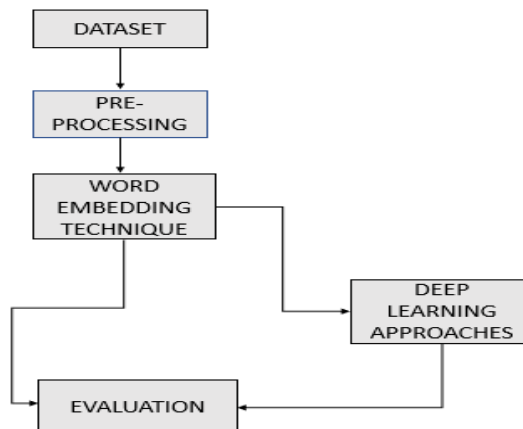 DATASET
PRE-
PROCESSING
WORD
EMBEDDING
TECHNIQUE
DEEP
LEARNING
APPROACHES
EVALUATION